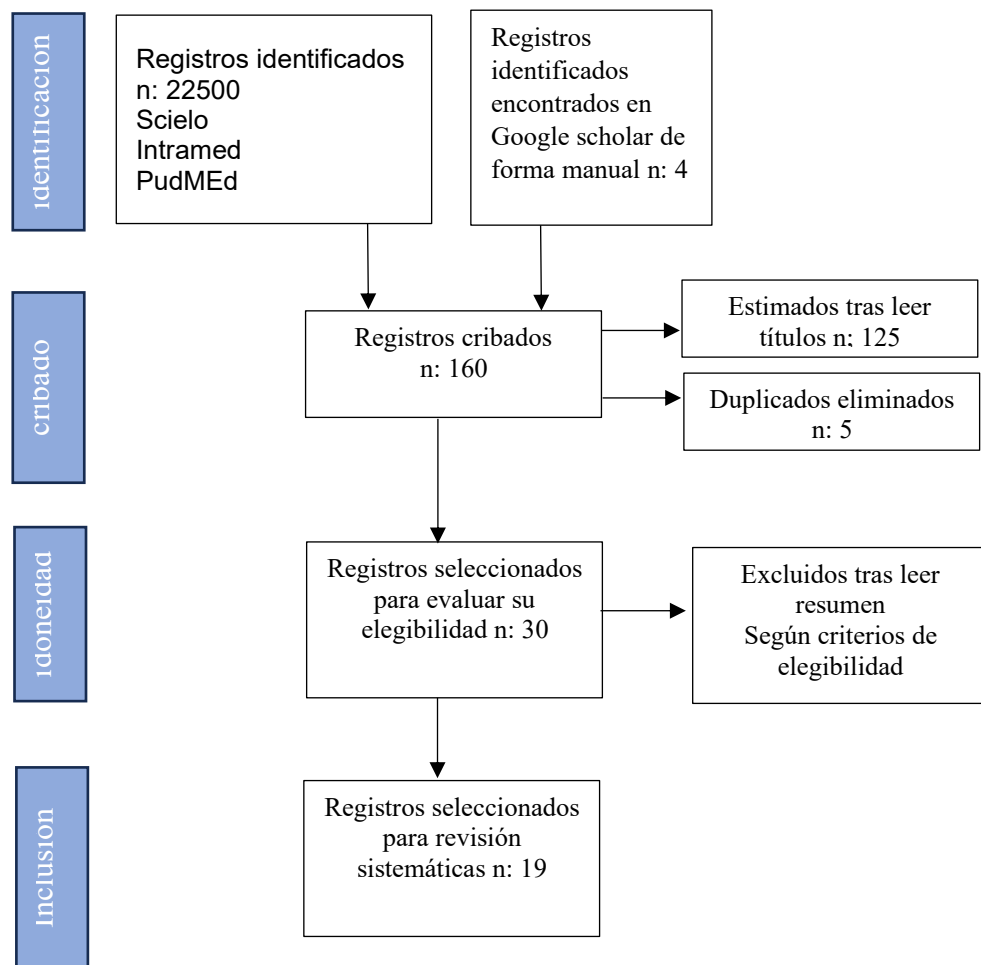 identificacion
Registros identificados
n: 22500
Scielo
Intramed
PudMEd
Registros
identificados
encontrados en
Google scholar de
forma manual n: 4
cribado
Registros cribados
n: 160
Estimados tras leer
títulos n: 125
Duplicados eliminados
n: 5
idoneidad
Registros seleccionados
para evaluar su
elegibilidad n: 30
Excluidos tras leer
resumen
Según criterios de
elegibilidad
Inclusion
Registros seleccionados
para revisión
sistemáticas n: 19